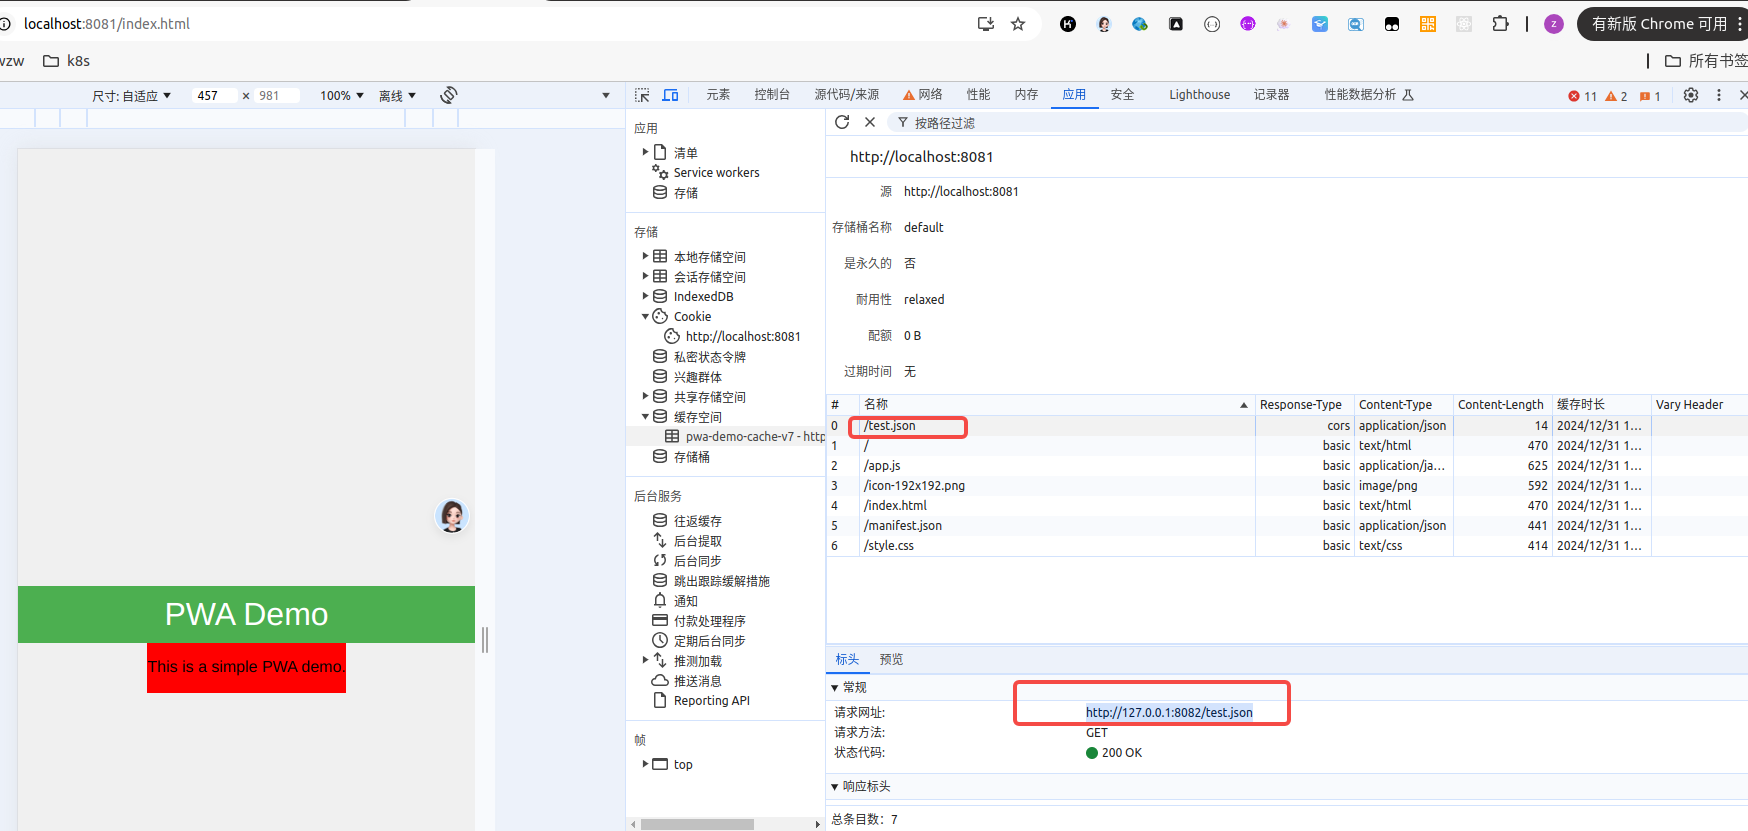 localhost:8081/index.html
有新版 Chrome 可用
k8s
所有书签
尺寸: 自适应
457 × 981
100%
离线
元素
控制台
源代码/来源
网络
性能
内存
应用
安全
Lighthouse
记录器
性能数据分析
11
2
1
应用
清单
Service workers
存储
存储
本地存储空间
会话存储空间
IndexedDB
Cookie
http://localhost:8081
私密状态令牌
兴趣群体
共享存储空间
缓存空间
pwa-demo-cache-v7 - http
存储桶
后台服务
往返缓存
后台提取
后台同步
跳出跟踪缓解措施
通知
付款处理程序
定期后台同步
推测加载
推送消息
Reporting API
帧
top
PWA Demo
This is a simple PWA demo.
按路径过滤
http://localhost:8081
源 http://localhost:8081
存储桶名称 default
是永久的 否
耐用性 relaxed
配额 0 B
过期时间 无
# 名称 Response-Type Content-Type Content-Length 缓存时长 Vary Header
0 /test.json cors application/json 14 2024/12/31 1...
1 / basic text/html 470 2024/12/31 1...
2 /app.js basic application/ja... 625 2024/12/31 1...
3 /icon-192x192.png basic image/png 592 2024/12/31 1...
4 /index.html basic text/html 470 2024/12/31 1...
5 /manifest.json basic application/json 441 2024/12/31 1...
6 /style.css basic text/css 414 2024/12/31 1...
标头 预览
常规
请求网址: http://127.0.0.1:8082/test.json
请求方法: GET
状态代码: 200 OK
响应标头
总条目数：7